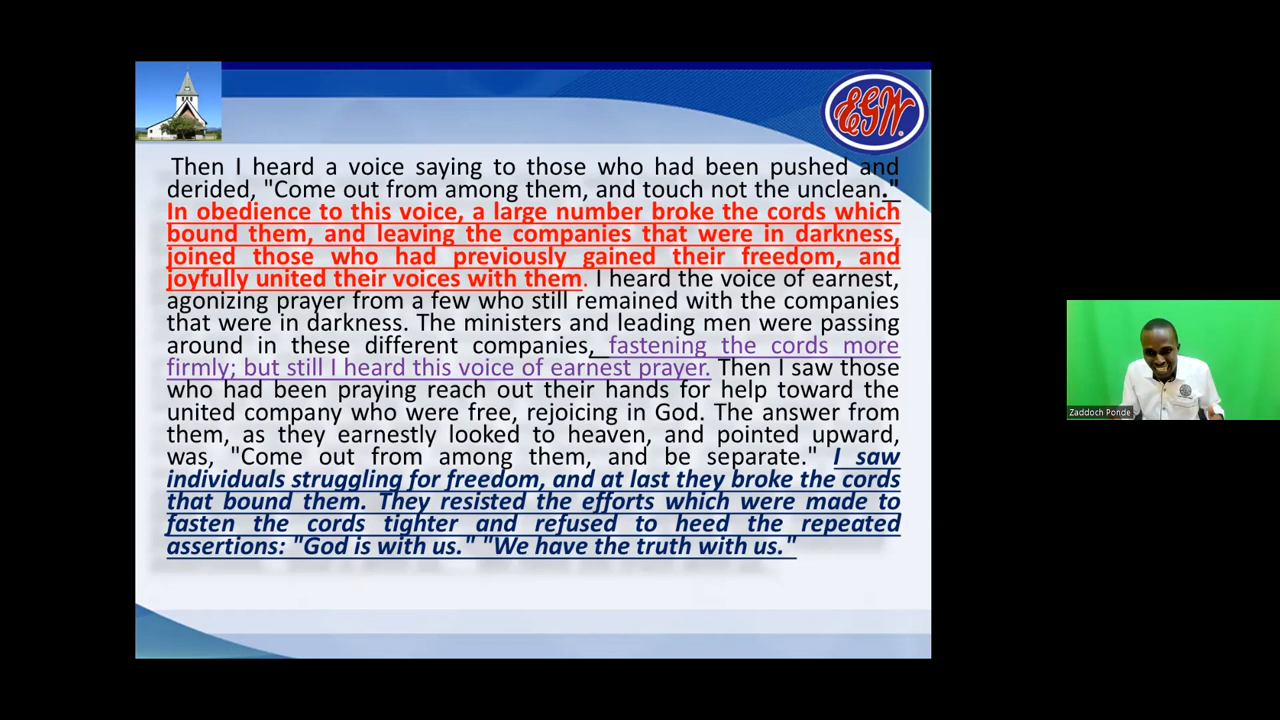 EGW.
Then I heard a voice saying to those who had been pushed and
derided, "Come out from among them, and touch not the unclean."
In obedience to this voice, a large number broke the cords which
bound them, and leaving the companies that were in darkness,
joined those who had previously gained their freedom, and
joyfully united their voices with them. I heard the voice of earnest,
agonizing prayer from a few who still remained with the companies
that were in darkness. The ministers and leading men were passing
around in these different companies, fastening the cords more
firmly; but still I heard this voice of earnest prayer. Then I saw those
who had been praying reach out their hands for help toward the
united company who were free, rejoicing in God. The answer from
them, as they earnestly looked to heaven, and pointed upward,
was, "Come out from among them, and be separate." I saw
individuals struggling for freedom, and at last they broke the cords
that bound them. They resisted the efforts which were made to
fasten the cords tighter and refused to heed the repeated
assertions: "God is with us." "We have the truth with us."
Zaddoch Ponde